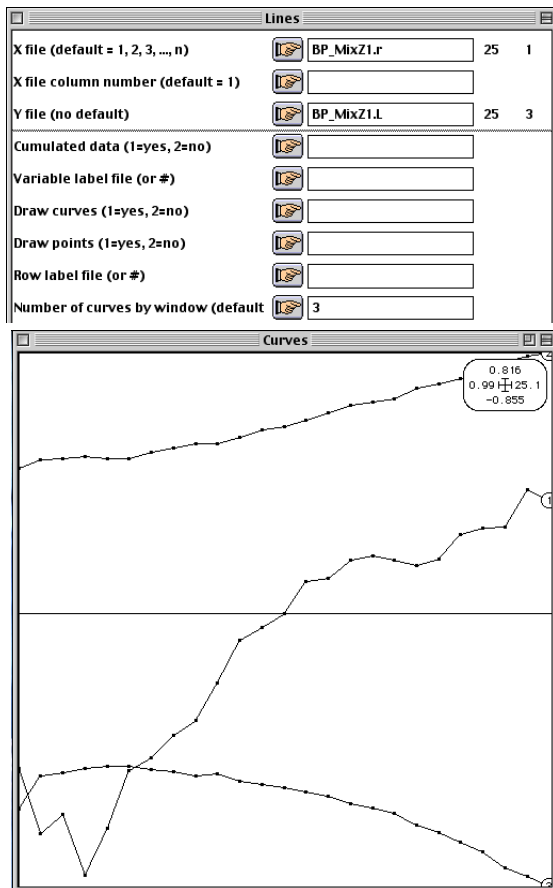 Lines
X file (default = 1, 2, 3, ..., n) BP_MixZ1.r 25 1
X file column number (default = 1)
Y file (no default) BP_MixZ1.L 25 3
Cumulated data (1=yes, 2=no)
Variable label file (or #)
Draw curves (1=yes, 2=no)
Draw points (1=yes, 2=no)
Row label file (or #)
Number of curves by window (default 3
Curves
0.816
0.99 25.1
-0.855
1